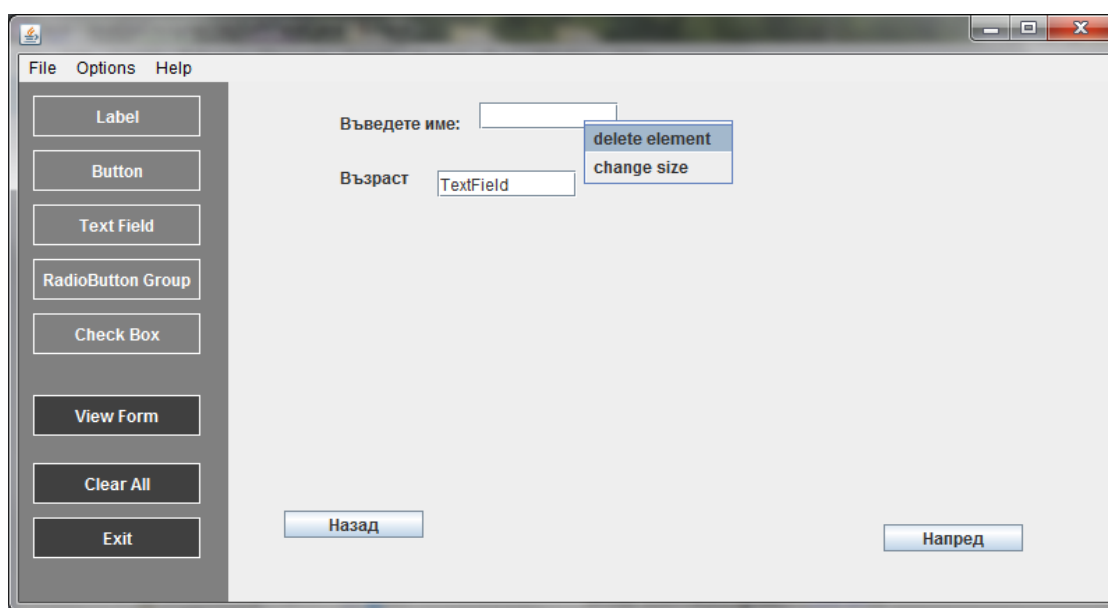 File Options Help
Label
Button
Text Field
RadioButton Group
Check Box
View Form
Clear All
Exit
Въведете име:
delete element
change size
Възраст
TextField
Назад
Напред